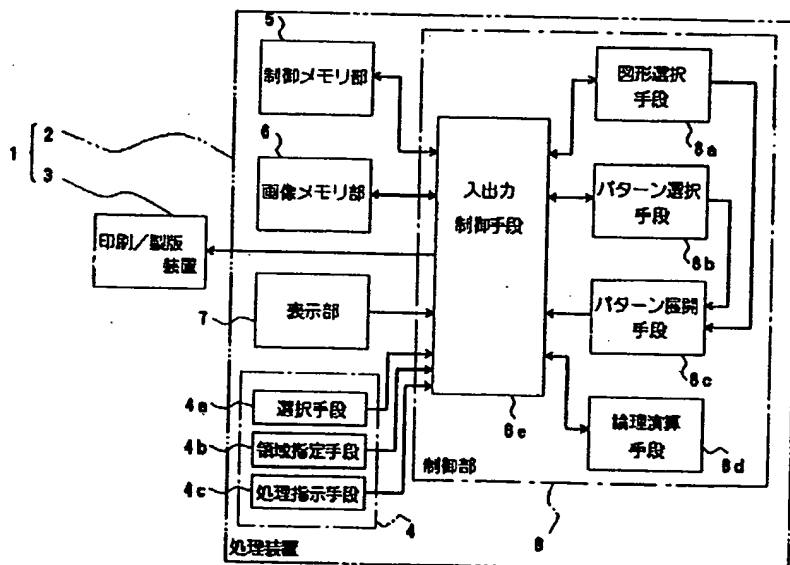 5
制御メモリ部
図形選択
手段
8a
1
2
3
6
画像メモリ部
入出力
制御手段
パターン選択
手段
8b
印刷/製版
装置
7
表示部
パターン展開
手段
8c
4a
選択手段
8e
4b
領域指定手段
論理演算
手段
8d
制御部
4c
処理指示手段
4
8
処理装置